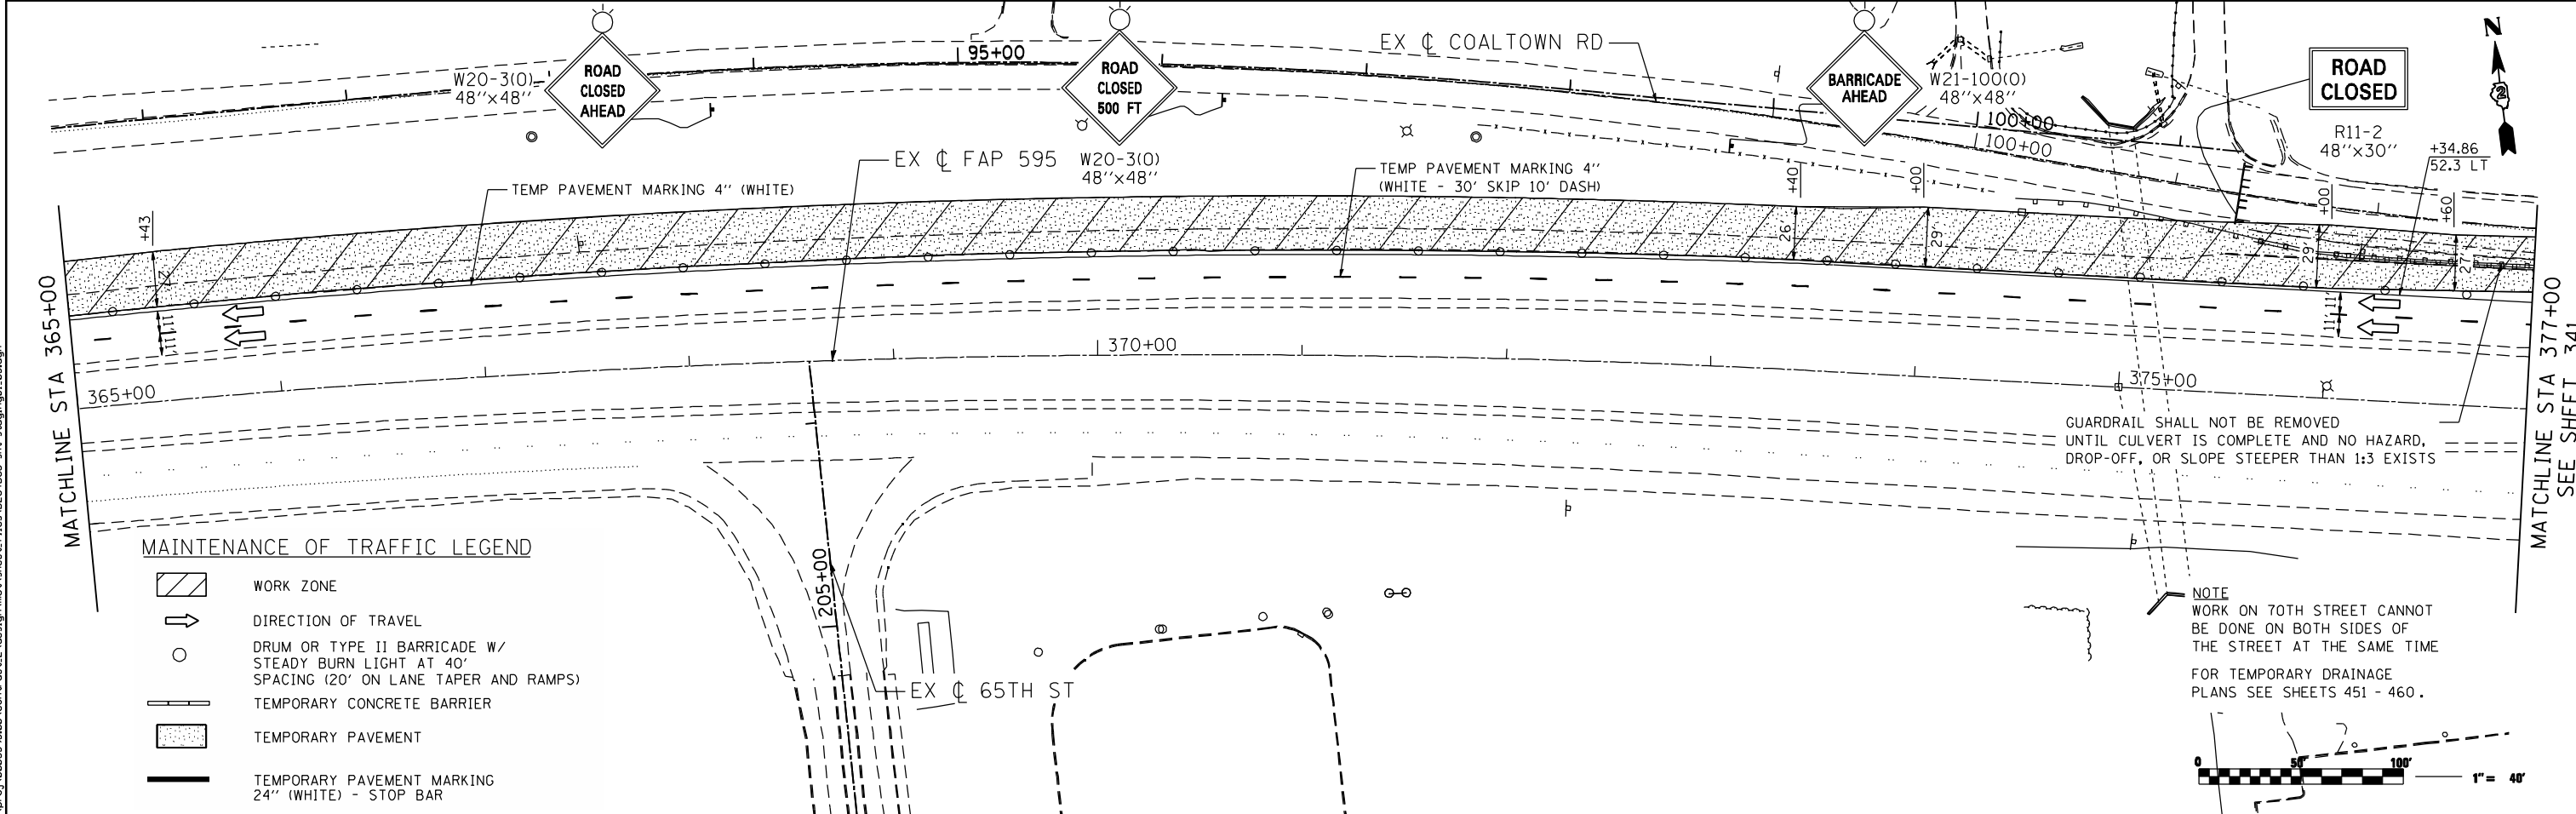 ROAD
CLOSED
AHEAD
W20-3(O)
48"×48"
95+00
ROAD
CLOSED
500 FT
W20-3(O)
48"×48"
EX ℄ COALTOWN RD
BARRICADE
AHEAD
W21-100(O)
48"×48"
100+00
100+00
ROAD
CLOSED
R11-2
48"×30"
N
2
+34.86
52.3 LT
EX ℄ FAP 595
TEMP PAVEMENT MARKING 4" (WHITE)
TEMP PAVEMENT MARKING 4"
(WHITE - 30' SKIP 10' DASH)
+43
+40
+00
+00
+60
26
29
29
27
11'
11'
11'
11'
MATCHLINE STA 365+00
365+00
370+00
375+00
MATCHLINE STA 377+00
SEE SHEET 341
GUARDRAIL SHALL NOT BE REMOVED
UNTIL CULVERT IS COMPLETE AND NO HAZARD,
DROP-OFF, OR SLOPE STEEPER THAN 1:3 EXISTS
205+00
EX ℄ 65TH ST
MAINTENANCE OF TRAFFIC LEGEND
WORK ZONE
DIRECTION OF TRAVEL
DRUM OR TYPE II BARRICADE W/
STEADY BURN LIGHT AT 40'
SPACING (20' ON LANE TAPER AND RAMPS)
TEMPORARY CONCRETE BARRIER
TEMPORARY PAVEMENT
TEMPORARY PAVEMENT MARKING
24" (WHITE) - STOP BAR
NOTE
WORK ON 70TH STREET CANNOT
BE DONE ON BOTH SIDES OF
THE STREET AT THE SAME TIME
FOR TEMPORARY DRAINAGE
PLANS SEE SHEETS 451 - 460.
0 50' 100'
1"= 40'